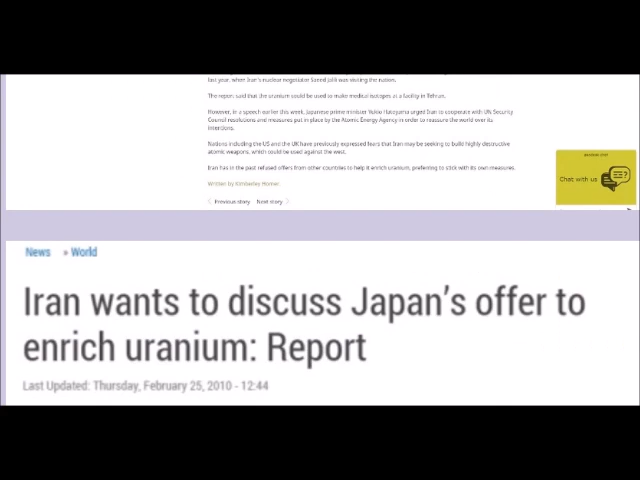 last year, when Iran's nuclear negotiator Saeed Jalili was visiting the nation.
The report said that the uranium could be used to make medical isotopes at a facility in Tehran.
However, in a speech earlier this week, Japanese prime minister Yukio Hatoyama urged Iran to cooperate with UN Security
Council resolutions and measures put in place by the Atomic Energy Agency in order to reassure the world over its
intentions.
Nations including the US and the UK have previously expressed fears that Iran may be seeking to build highly destructive
atomic weapons, which could be used against the west.
Iran has in the past refused offers from other countries to help it enrich uranium, preferring to stick with its own measures.
Written by Kimberley Homer.
〈 Previous story Next story 〉
Chat with us
News » World
Iran wants to discuss Japan's offer to
enrich uranium: Report
Last Updated: Thursday, February 25, 2010 - 12:44